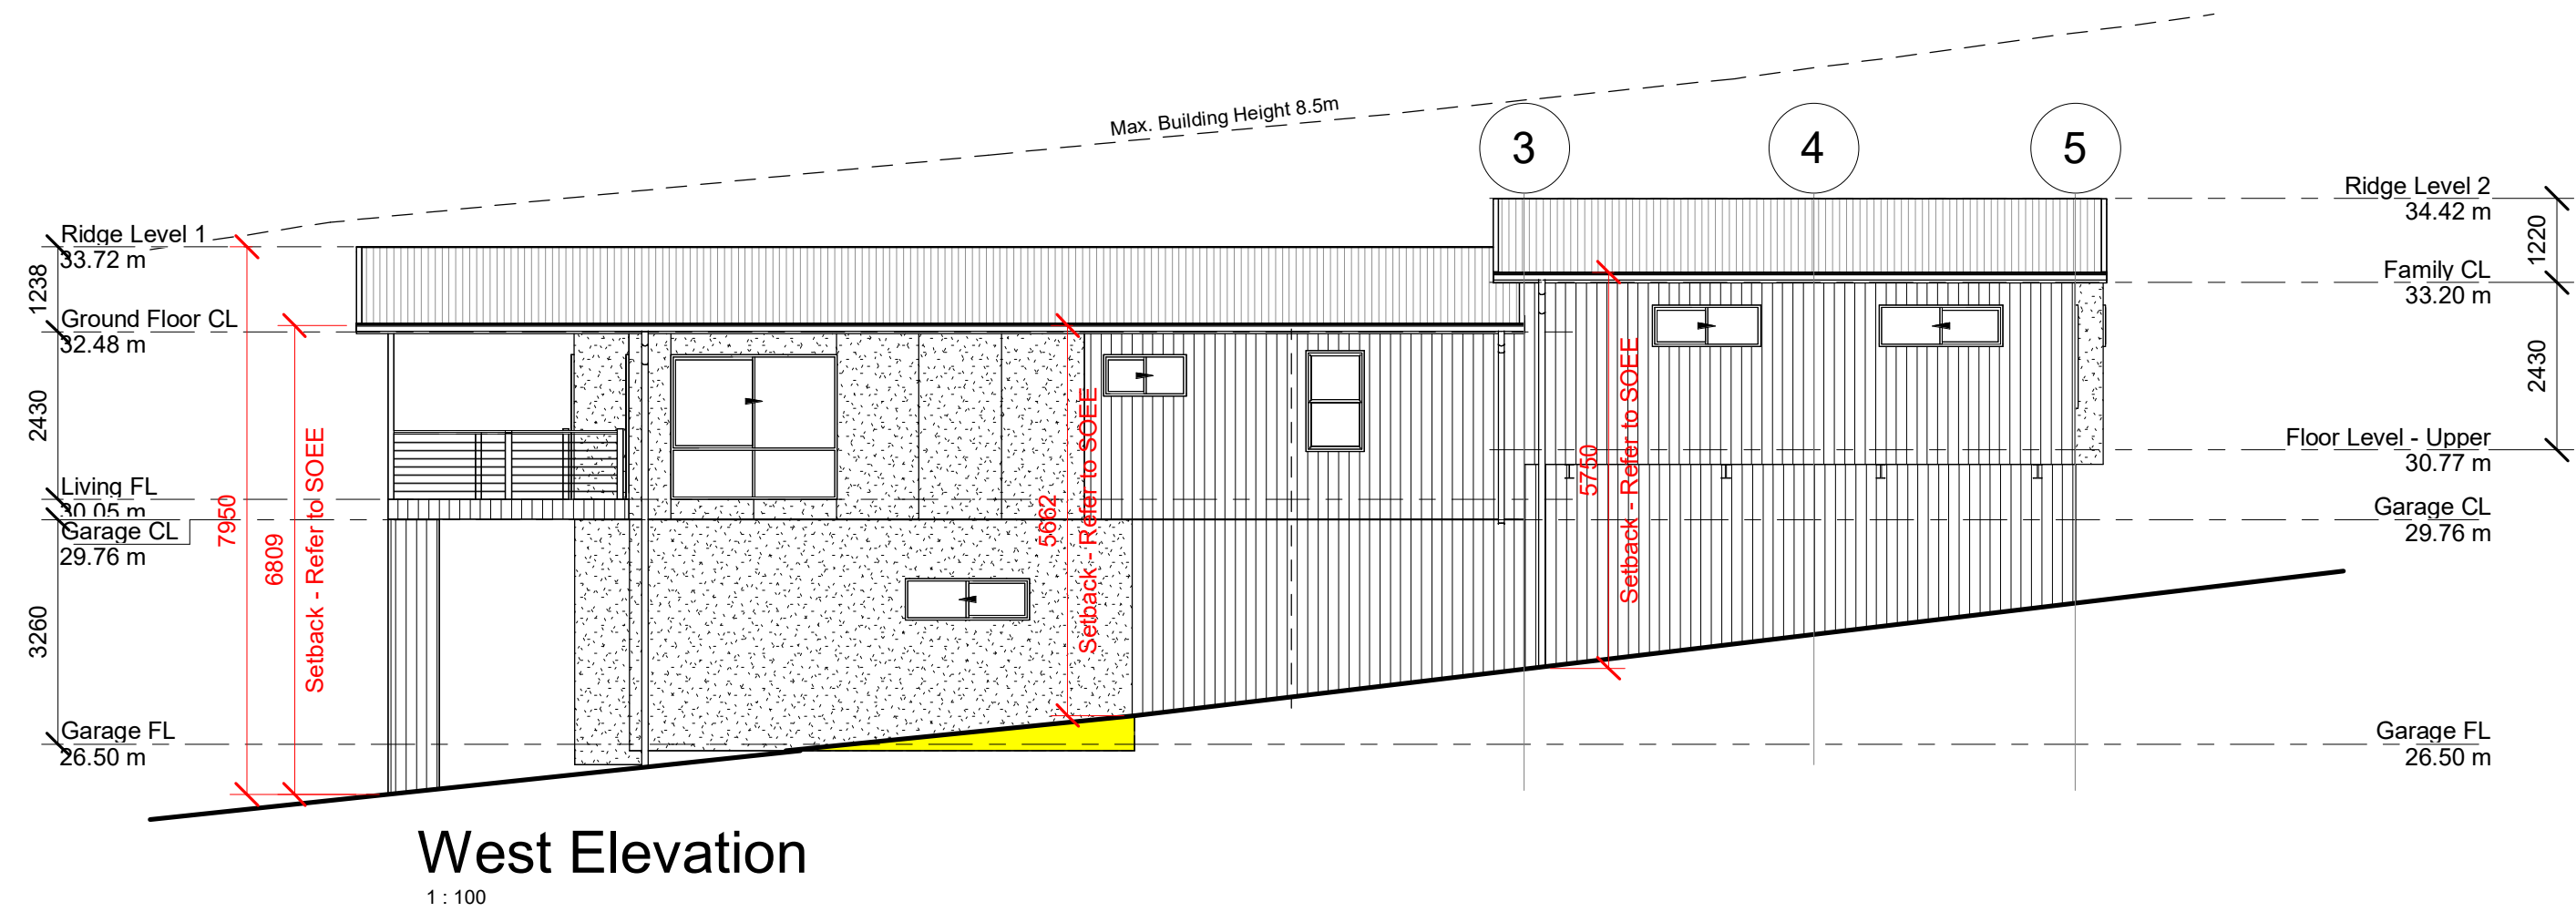 Max. Building Height 8.5m
3
4
5
Ridge Level 1
33.72 m
Ground Floor CL
32.48 m
Living FL
30.05 m
Garage CL
29.76 m
Garage FL
26.50 m
1238
2430
3260
7950
6809
Setback - Refer to SOEE
5662
Setback - Refer to SOEE
5750
Setback - Refer to SOEE
Ridge Level 2
34.42 m
Family CL
33.20 m
Floor Level - Upper
30.77 m
Garage CL
29.76 m
Garage FL
26.50 m
1220
2430
West Elevation
1 : 100